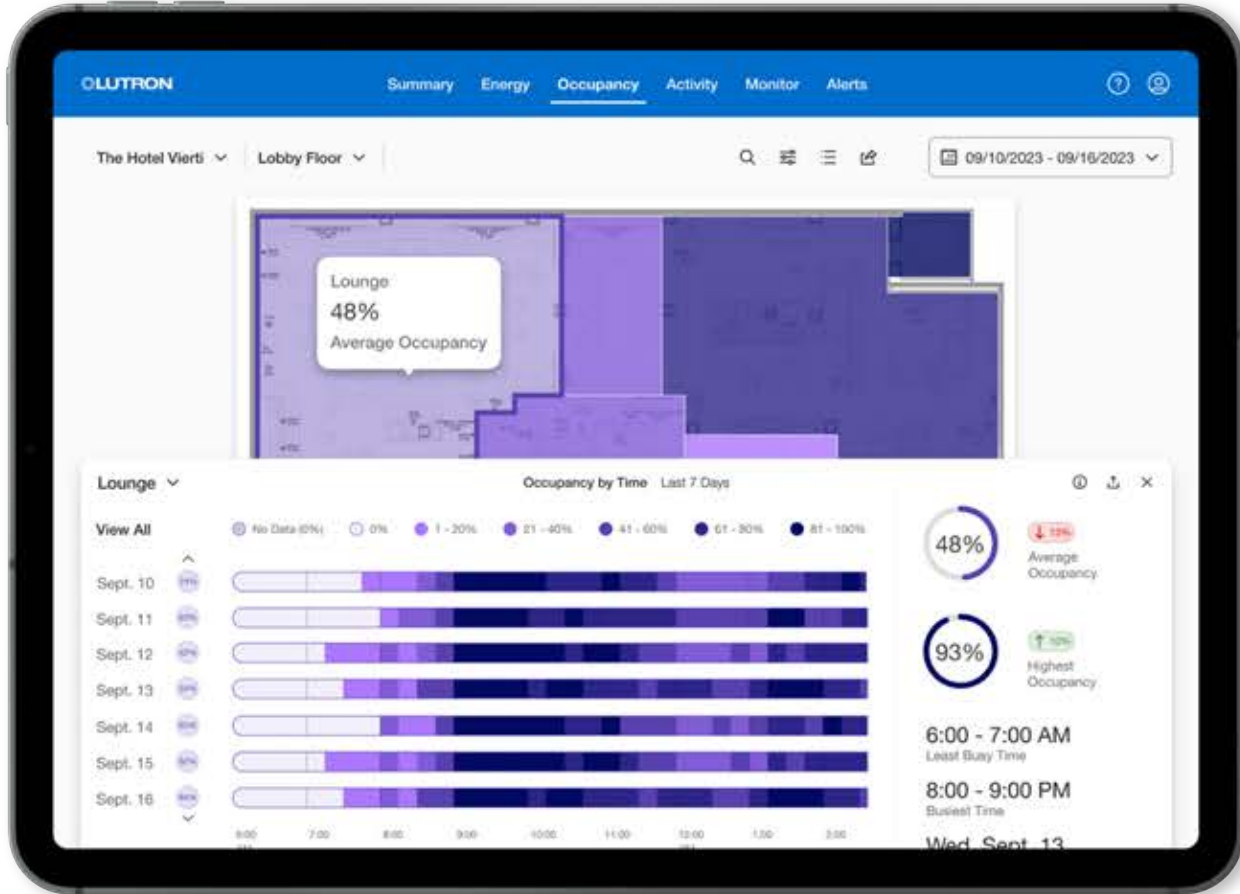 LUTRON
Summary Energy Occupancy Activity Monitor Alerts
The Hotel Vierti Lobby Floor
09/10/2023 - 09/16/2023
Lounge
48%
Average Occupancy
Lounge
Occupancy by Time Last 7 Days
View All
No Data (0%) 0% 1 - 20% 21 - 40% 41 - 60% 61 - 80% 81 - 100%
Sept. 10
Sept. 11
Sept. 12
Sept. 13
Sept. 14
Sept. 15
Sept. 16
6:00 7:00 8:00 9:00 10:00 11:00 12:00 1:00 2:00
48%
Average
Occupancy
93%
10%
Highest
Occupancy
6:00 - 7:00 AM
Least Busy Time
8:00 - 9:00 PM
Busiest Time
Wed. Sept. 13